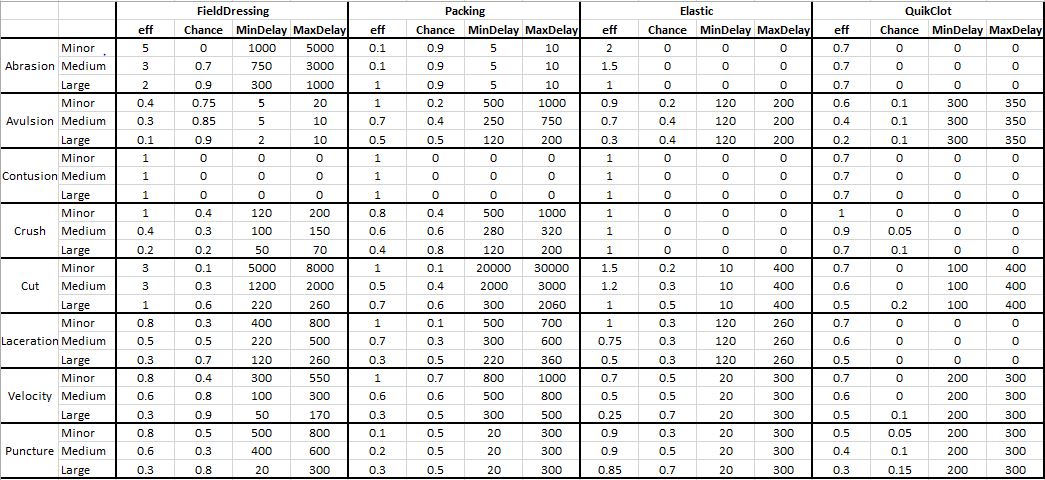 FieldDressing Packing Elastic QuikClot
eff Chance MinDelay MaxDelay eff Chance MinDelay MaxDelay eff Chance MinDelay MaxDelay eff Chance MinDelay MaxDelay
Minor 5 0 1000 5000 0.1 0.9 5 10 2 0 0 0 0.7 0 0 0
Abrasion Medium 3 0.7 750 3000 0.1 0.9 5 10 1.5 0 0 0 0.7 0 0 0
Large 2 0.9 300 1000 1 0.9 5 10 1 0 0 0 0.7 0 0 0
Minor 0.4 0.75 5 20 1 0.2 500 1000 0.9 0.2 120 200 0.6 0.1 300 350
Avulsion Medium 0.3 0.85 5 10 0.7 0.4 250 750 0.7 0.4 120 200 0.4 0.1 300 350
Large 0.1 0.9 2 10 0.5 0.5 120 200 0.3 0.4 120 200 0.2 0.1 300 350
Minor 1 0 0 0 1 0 0 0 1 0 0 0 0.7 0 0 0
Contusion Medium 1 0 0 0 1 0 0 0 1 0 0 0 0.7 0 0 0
Large 1 0 0 0 1 0 0 0 1 0 0 0 0.7 0 0 0
Minor 1 0.4 120 200 0.8 0.4 500 1000 1 0 0 0 1 0 0 0
Crush Medium 0.4 0.3 100 150 0.6 0.6 280 320 1 0 0 0 0.9 0.05 0 0
Large 0.2 0.2 50 70 0.4 0.8 120 200 1 0 0 0 0.7 0.1 0 0
Minor 3 0.1 5000 8000 1 0.1 20000 30000 1.5 0.2 10 400 0.7 0 100 400
Cut Medium 3 0.3 1200 2000 0.5 0.4 2000 3000 1.2 0.3 10 400 0.6 0 100 400
Large 1 0.6 220 260 0.7 0.6 300 2060 1 0.5 10 400 0.5 0.2 100 400
Minor 0.8 0.3 400 800 1 0.1 500 700 1 0.3 120 260 0.7 0 0 0
Laceration Medium 0.5 0.5 220 500 0.7 0.3 300 600 0.75 0.3 120 260 0.6 0 0 0
Large 0.3 0.7 120 260 0.3 0.5 220 360 0.5 0.3 120 260 0.5 0 0 0
Minor 0.8 0.4 300 550 1 0.7 800 1000 0.7 0.5 20 300 0.7 0 200 300
Velocity Medium 0.6 0.8 100 300 0.6 0.6 500 800 0.5 0.5 20 300 0.6 0 200 300
Large 0.3 0.9 50 170 0.3 0.5 300 500 0.25 0.7 20 300 0.5 0.1 200 300
Minor 0.8 0.5 500 800 0.1 0.5 20 300 0.9 0.3 20 300 0.5 0.05 200 300
Puncture Medium 0.6 0.3 400 600 0.2 0.5 20 300 0.9 0.5 20 300 0.4 0.1 200 300
Large 0.3 0.8 20 300 0.3 0.5 20 300 0.85 0.7 20 300 0.3 0.15 200 300